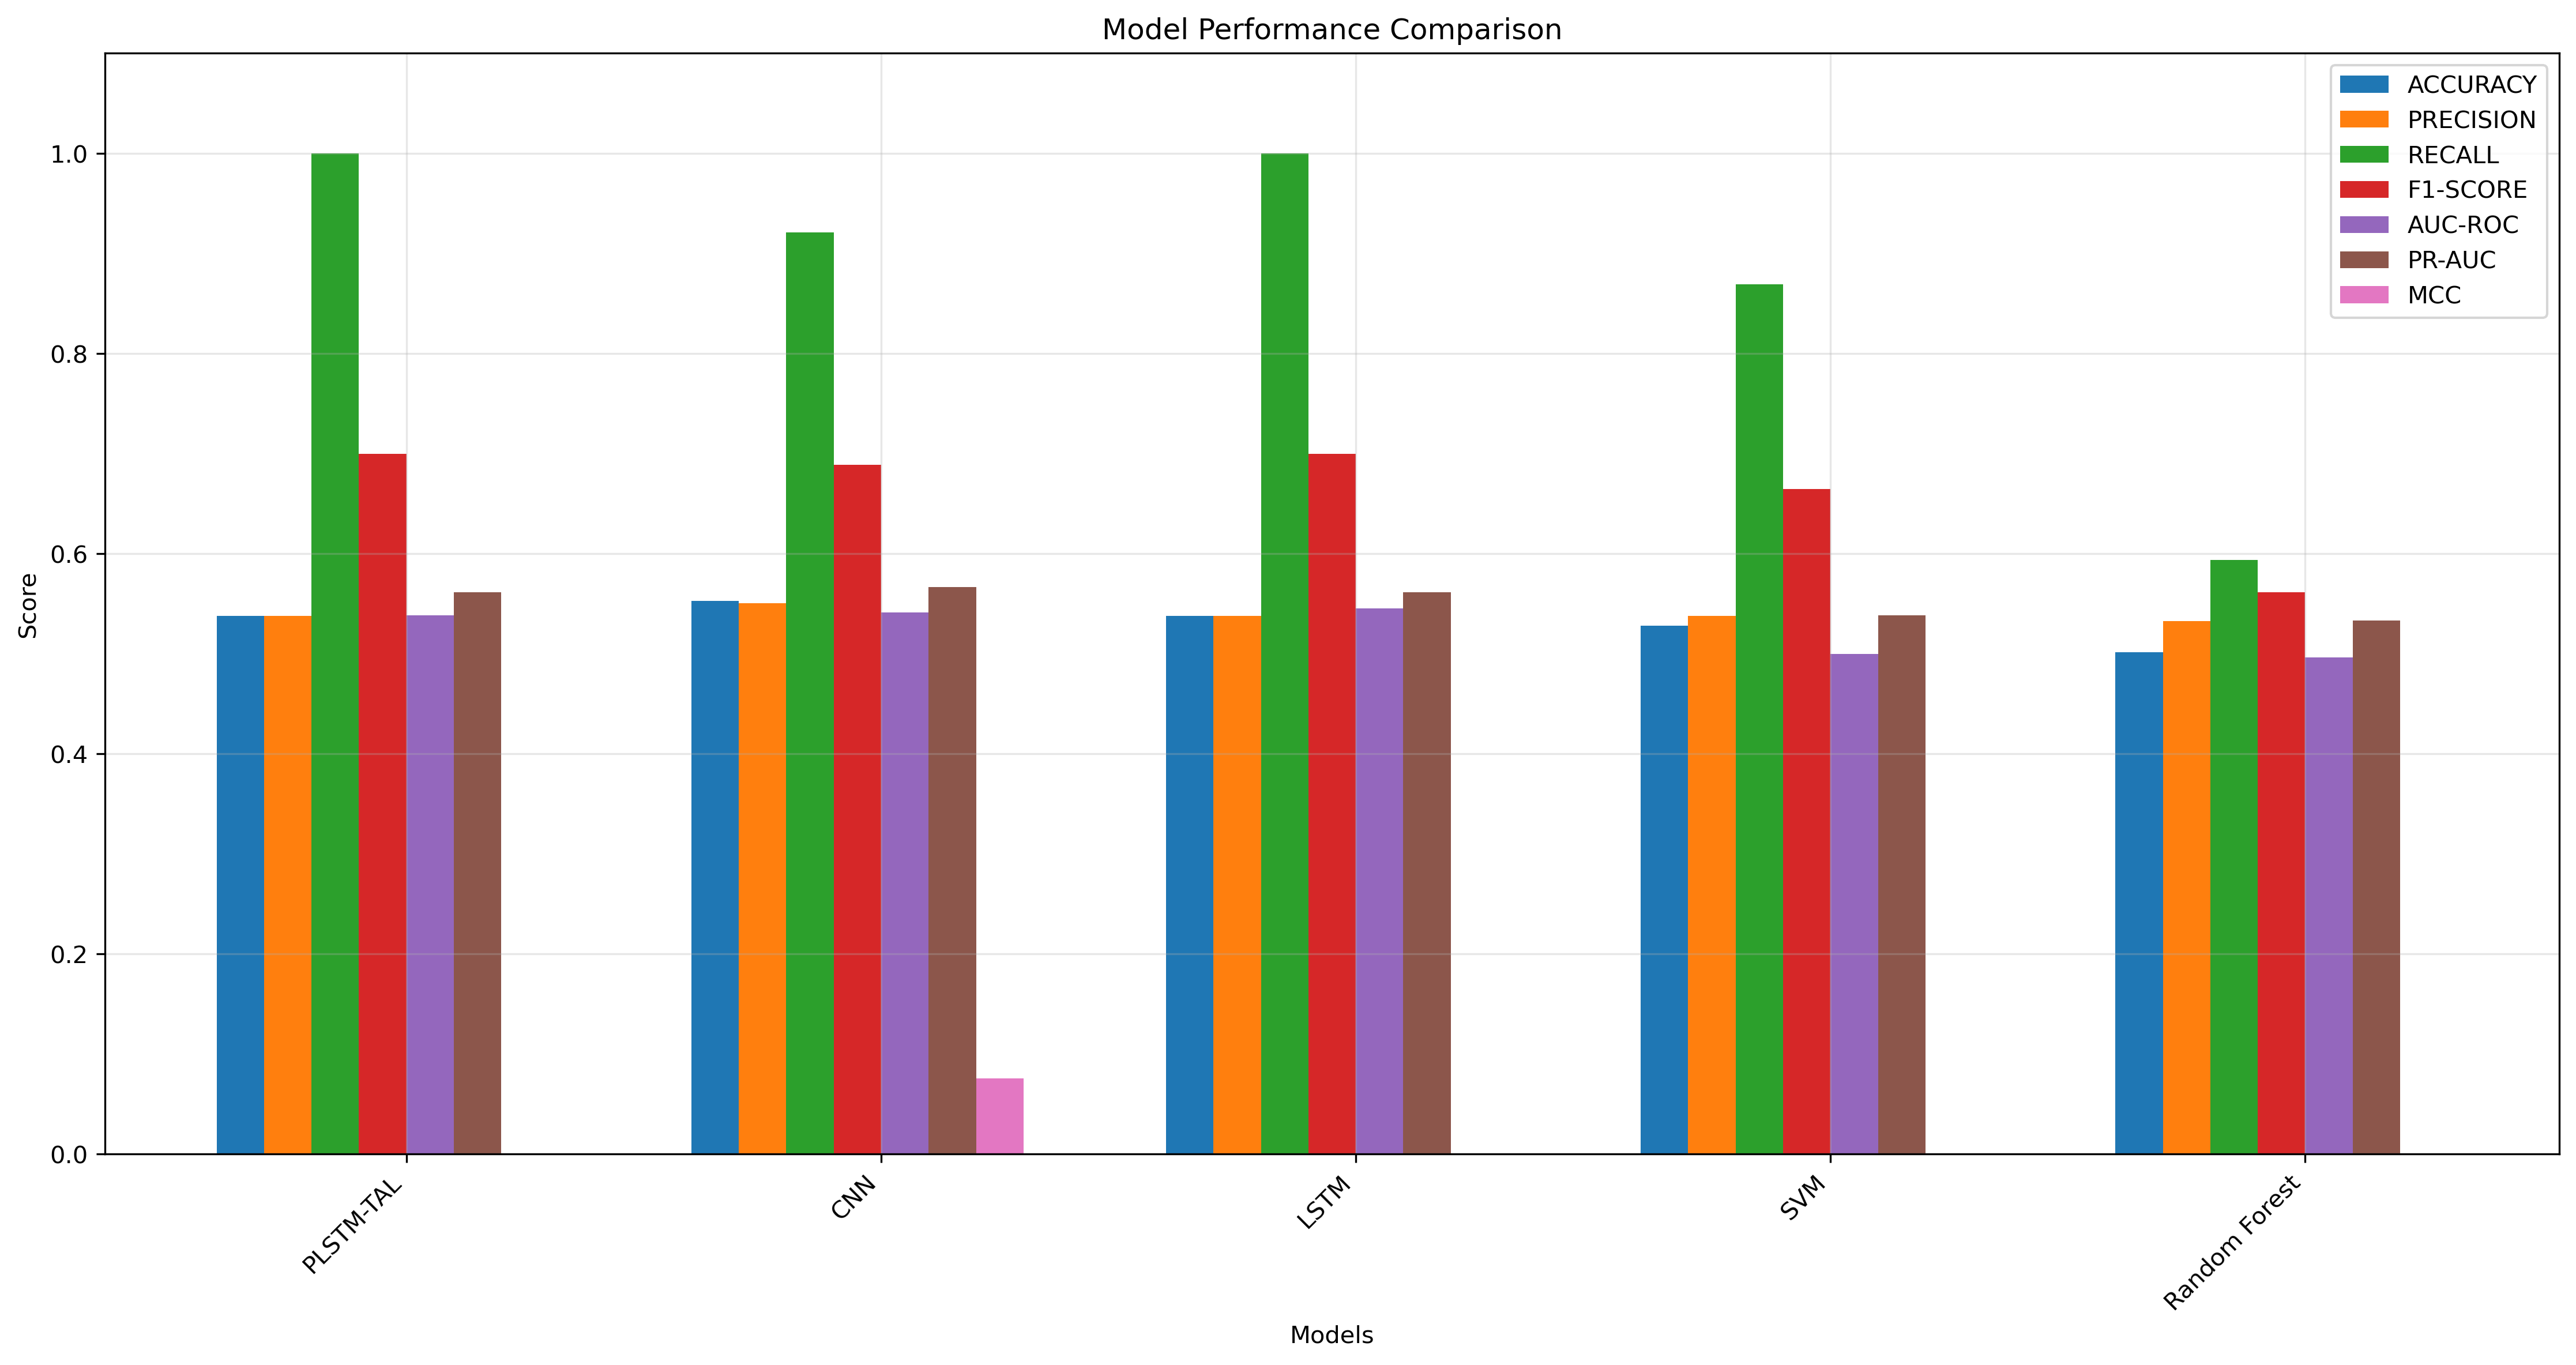 Model Performance Comparison
ACCURACY
PRECISION
RECALL
F1-SCORE
AUC-ROC
PR-AUC
MCC
Score
1.0
0.8
0.6
0.4
0.2
0.0
PLSTM-TAL
CNN
LSTM
SVM
Random Forest
Models